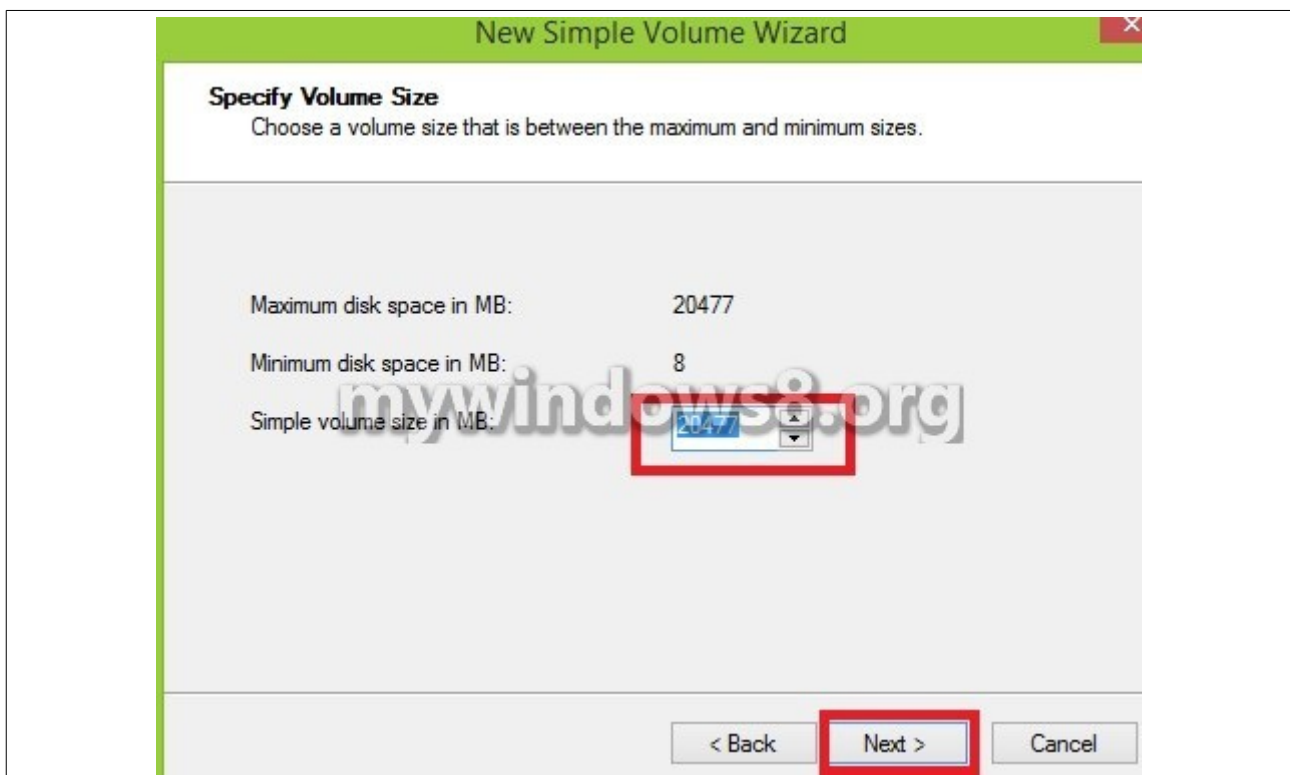 New Simple Volume Wizard
Specify Volume Size
Choose a volume size that is between the maximum and minimum sizes.
Maximum disk space in MB: 20477
Minimum disk space in MB: 8
mywindows8.org
Simple volume size in MB: 20477
< Back Next > Cancel